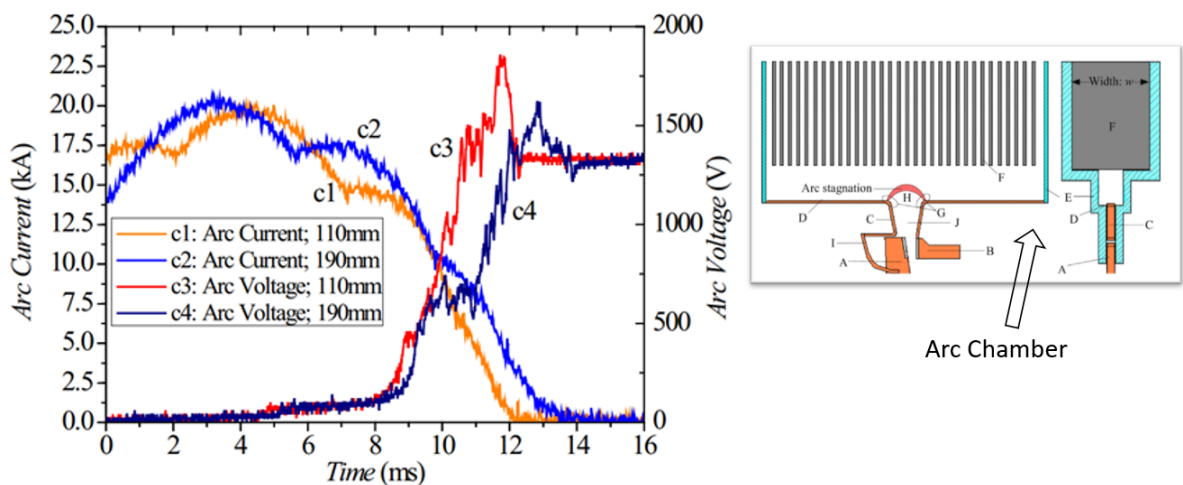 25.0
22.5
20.0
17.5
15.0
12.5
10.0
7.5
5.0
2.5
0.0
Arc Current (kA)
c2
c1
c3
c4
c1: Arc Current; 110mm
c2: Arc Current; 190mm
c3: Arc Voltage; 110mm
c4: Arc Voltage; 190mm
0 2 4 6 8 10 12 14 16
Time (ms)
2000
1500
1000
500
0
Arc Voltage (V)
Width: w
F
F
Arc stagnation
H
E
D
G
D
C
J
C
I
B
A
A
Arc Chamber